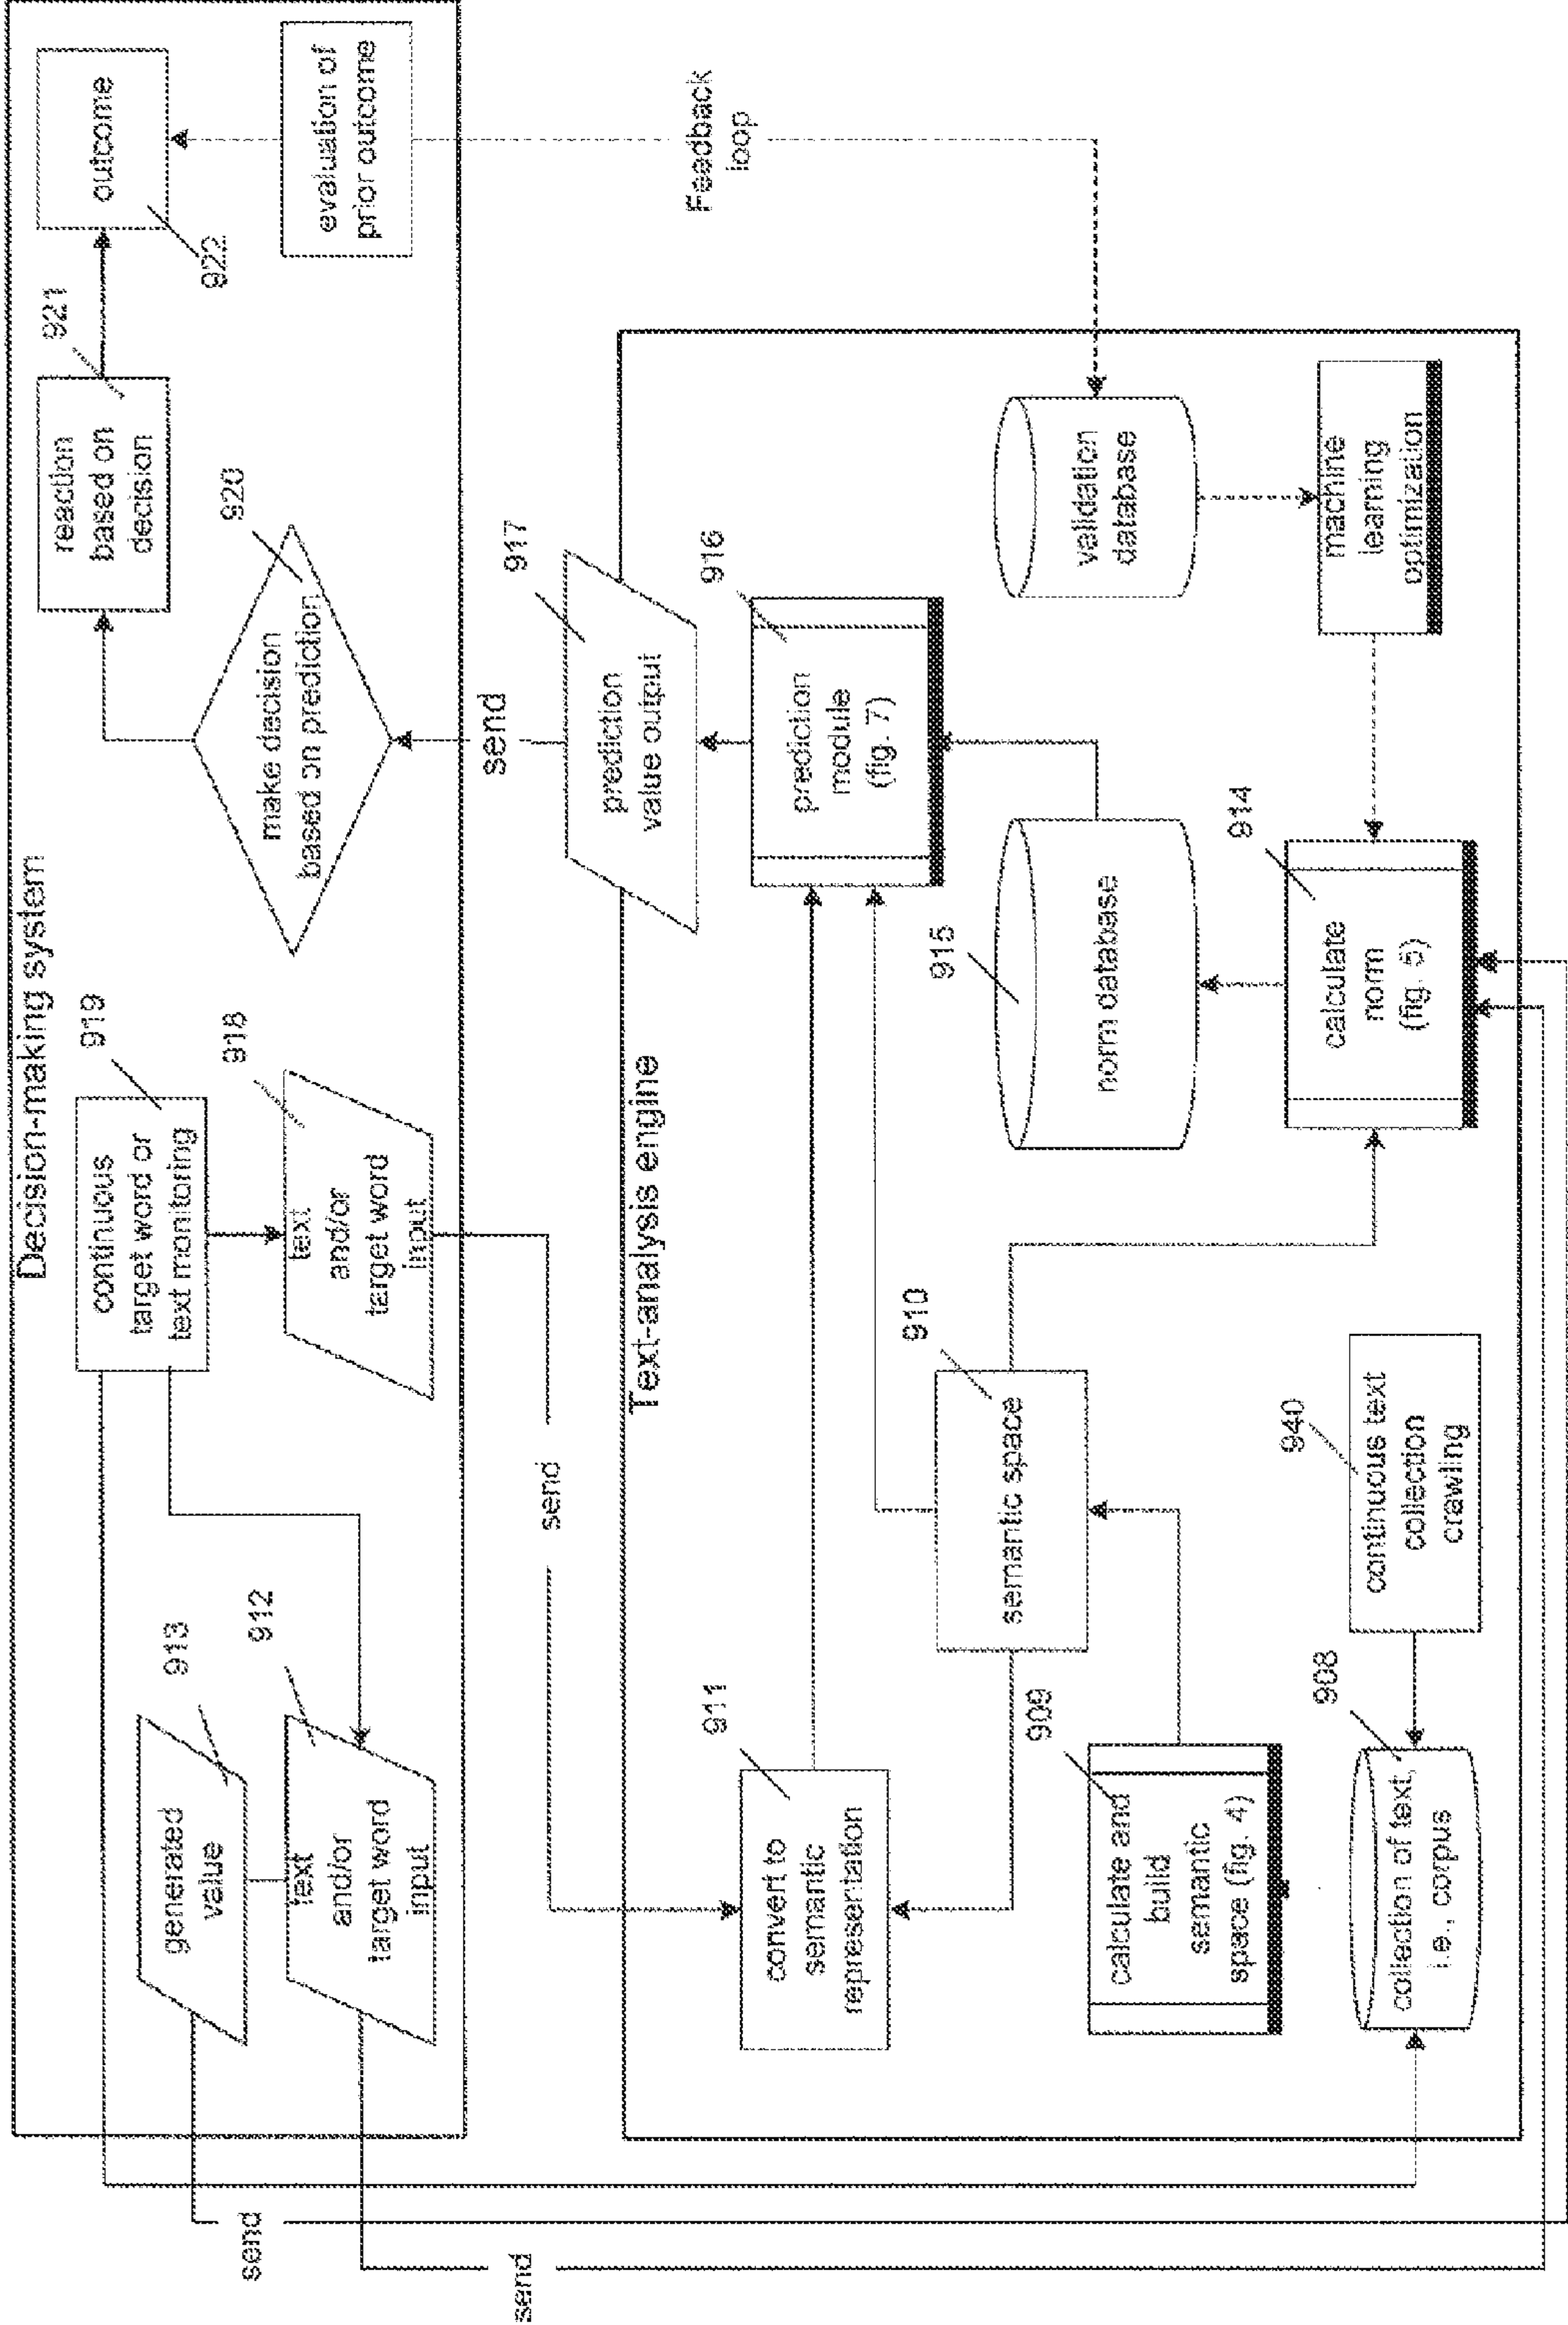 Decision-making system
generated
value
913
text
and/or
target word
input
912
continuous
target word or
text monitoring
919
text
and/or
target word
input
918
make decision
based on prediction
920
reaction
based on
decision
921
outcome
922
evaluation of
prior outcome
send
send
send
send
Feedback
loop
Text-analysis engine
convert to
semantic
representation
911
prediction
value output
917
prediction
module
(fig. 7)
916
semantic space
910
calculate and
build
semantic
space (fig. 4)
909
norm database
915
validation
database
calculate
norm
(fig. 5)
914
machine
learning
optimization
collection of text,
i.e., corpus
908
continuous text
collection
crawling
940